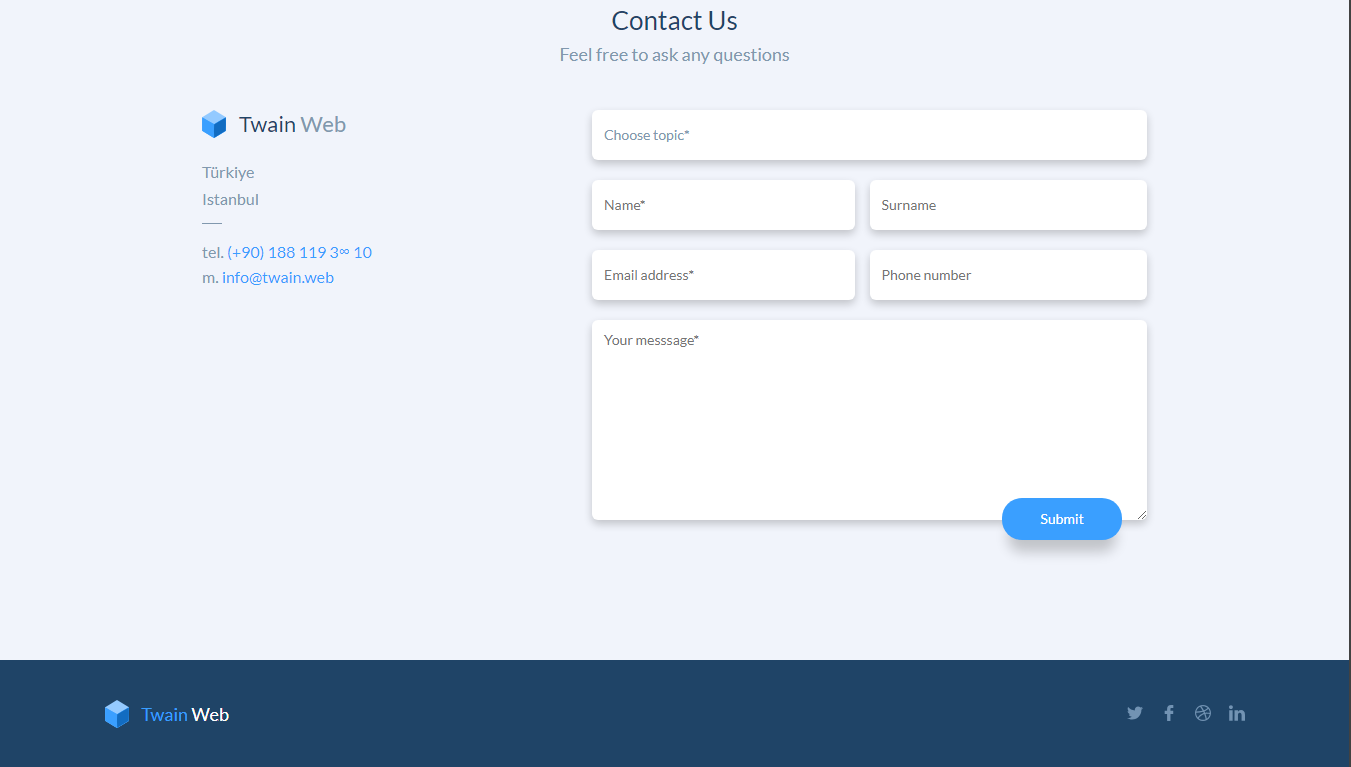 Contact Us
Feel free to ask any questions
Twain Web
Türkiye
Istanbul
tel. (+90) 188 119 3∞ 10
m. info@twain.web
Choose topic*
Name*
Surname
Email address*
Phone number
Your messsage*
Submit
Twain Web